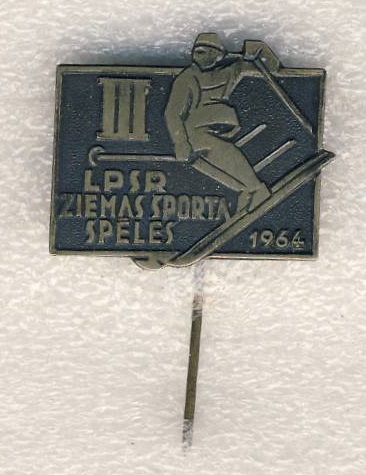 III
LPSR
ZIEMAS SPORTA
SPĒLES
1964